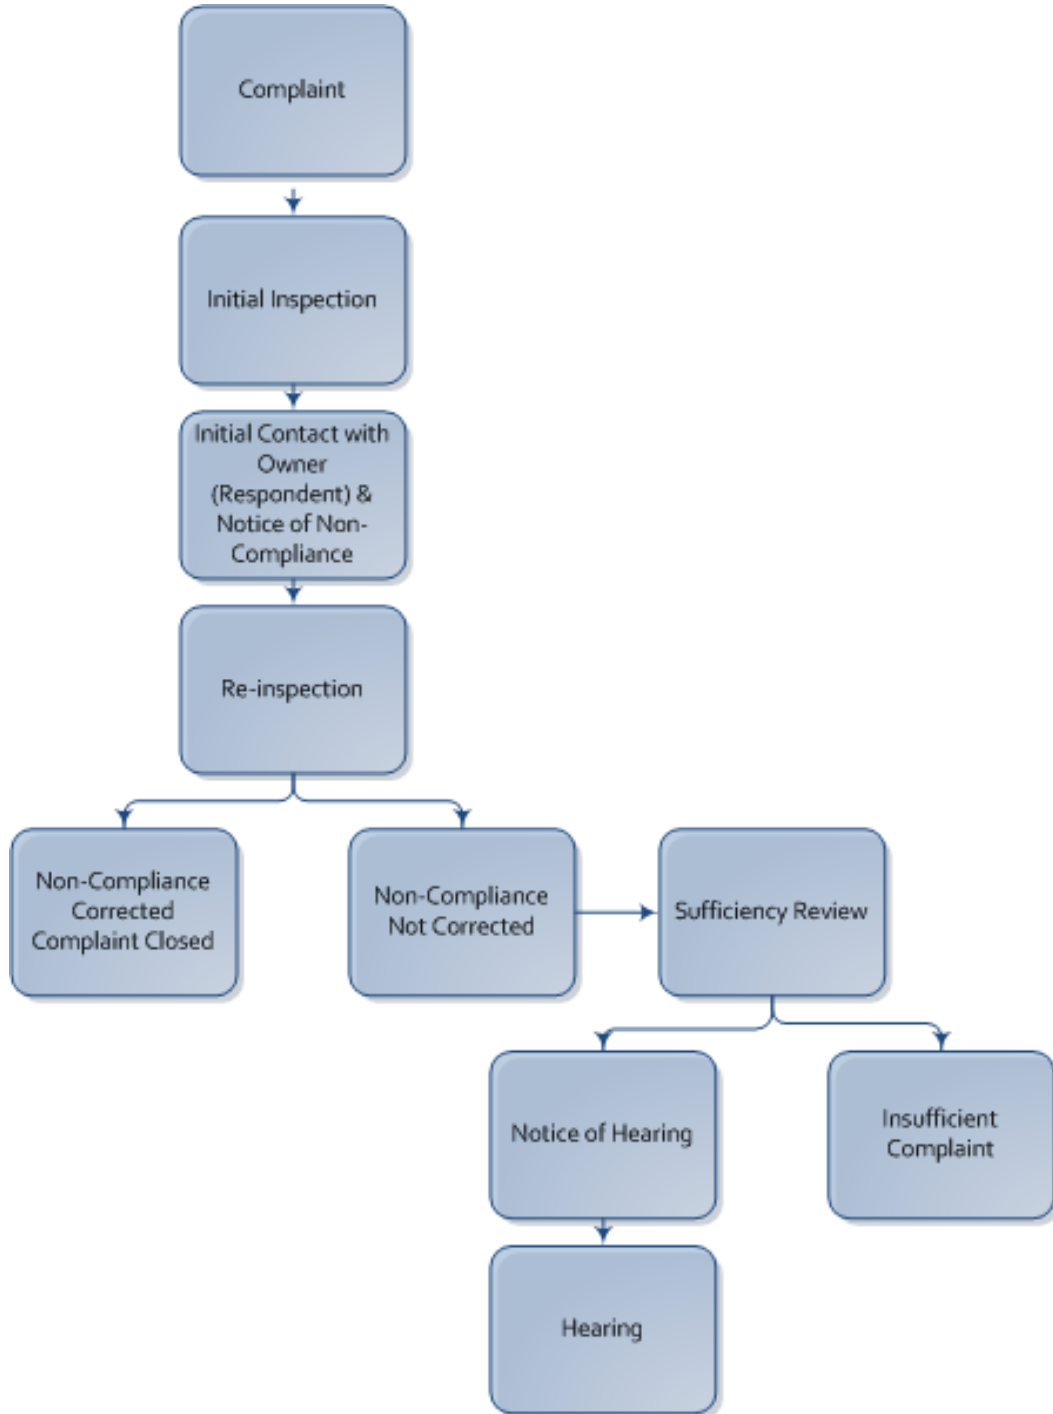 Complaint
Initial Inspection
Initial Contact with
Owner
(Respondent) &
Notice of Non-
Compliance
Re-inspection
Non-Compliance
Corrected
Complaint Closed
Non-Compliance
Not Corrected
Sufficiency Review
Notice of Hearing
Insufficient
Complaint
Hearing